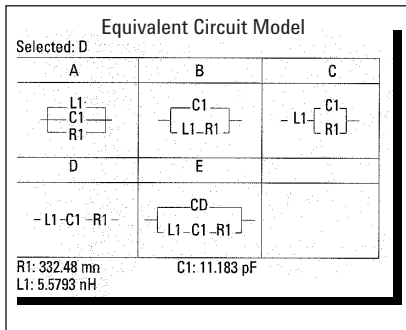 Equivalent Circuit Model
Selected: D
A B C
L1
C1
R1
C1
L1-R1
L1 C1
R1
D E
L1-C1-R1
CD
L1-C1-R1
R1: 332.48 mΩ C1: 11.183 pF
L1: 5.5793 nH